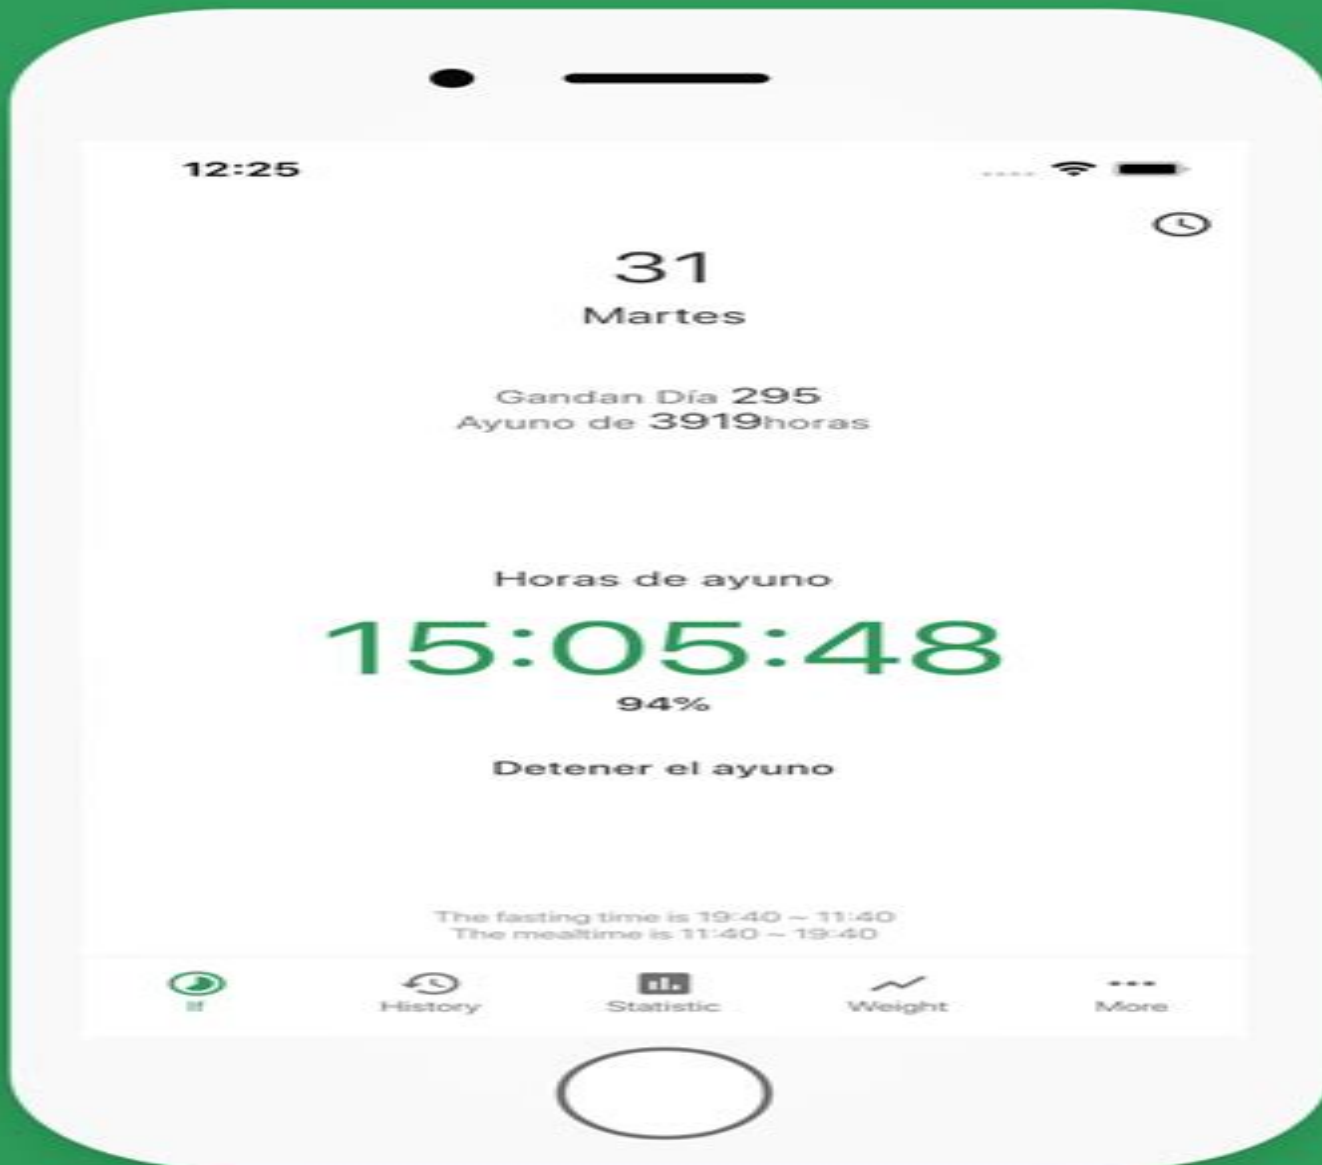 12:25
31
Martes
Gandan Día 295
Ayuno de 3919horas
Horas de ayuno
15:05:48
94%
Detener el ayuno
The fasting time is 19:40 ~ 11:40
The mealtime is 11:40 ~ 19:40
If
History
Statistic
Weight
More